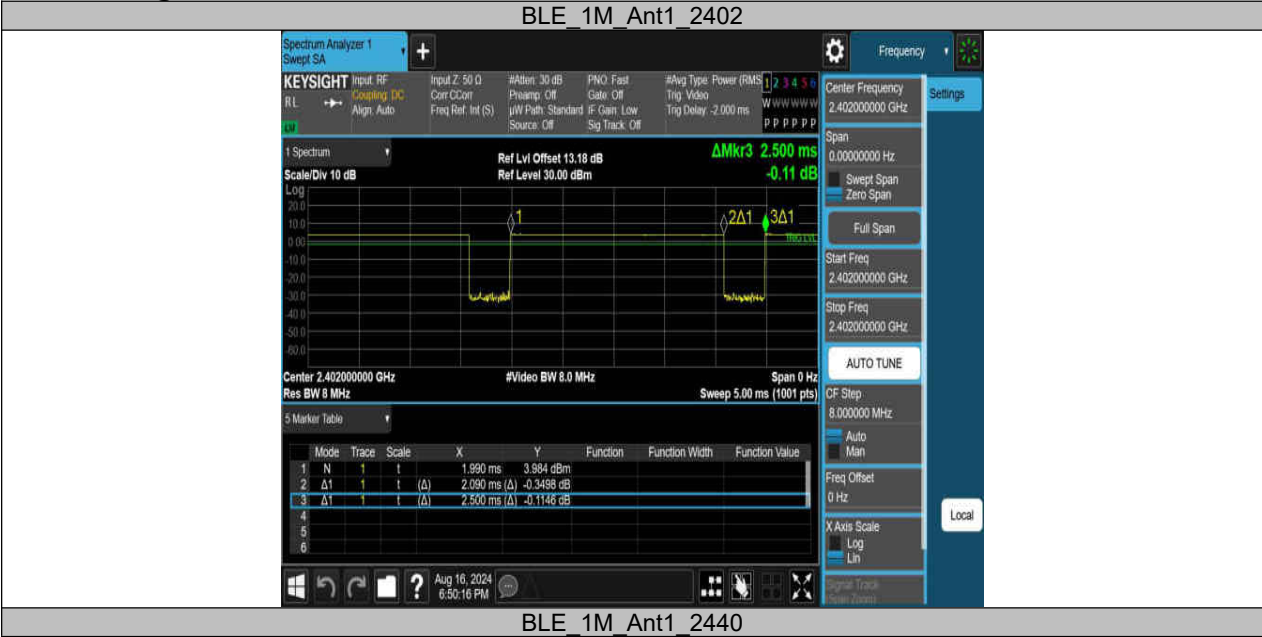 BLE_1M_Ant1_2402
Spectrum Analyzer 1
Swept SA
+
Frequency
KEYSIGHT
RL
Input: RF
Coupling: DC
Align: Auto
Input Z: 50 Ω
Corr CCorr
Freq Ref: Int (S)
#Atten: 30 dB
Preamp: Off
µW Path: Standard
Source: Off
PNO: Fast
Gate: Off
IF Gain: Low
Sig Track: Off
#Avg Type: Power (RMS
Trig: Video
Trig Delay: -2.000 ms
1 2 3 4 5 6
W W W W W W
P P P P P P
1 Spectrum
Scale/Div 10 dB
Ref Lvl Offset 13.18 dB
Ref Level 30.00 dBm
ΔMkr3 2.500 ms
-0.11 dB
Log
20.0
10.0
0.00
-10.0
-20.0
-30.0
-40.0
-50.0
-60.0
1
2Δ1
3Δ1
TRIG LVL
Center 2.402000000 GHz
Res BW 8 MHz
#Video BW 8.0 MHz
Span 0 Hz
Sweep 5.00 ms (1001 pts)
5 Marker Table
Mode Trace Scale X Y Function Function Width Function Value
1 N 1 t 1.990 ms 3.984 dBm
2 Δ1 1 t (Δ) 2.090 ms (Δ) -0.3498 dB
3 Δ1 1 t (Δ) 2.500 ms (Δ) -0.1146 dB
4
5
6
Aug 16, 2024
6:50:16 PM
Center Frequency
2.402000000 GHz
Settings
Span
0.00000000 Hz
Swept Span
Zero Span
Full Span
Start Freq
2.402000000 GHz
Stop Freq
2.402000000 GHz
AUTO TUNE
CF Step
8.000000 MHz
Auto
Man
Freq Offset
0 Hz
X Axis Scale
Log
Lin
Signal Track
(Span Zoom)
Local
BLE_1M_Ant1_2440